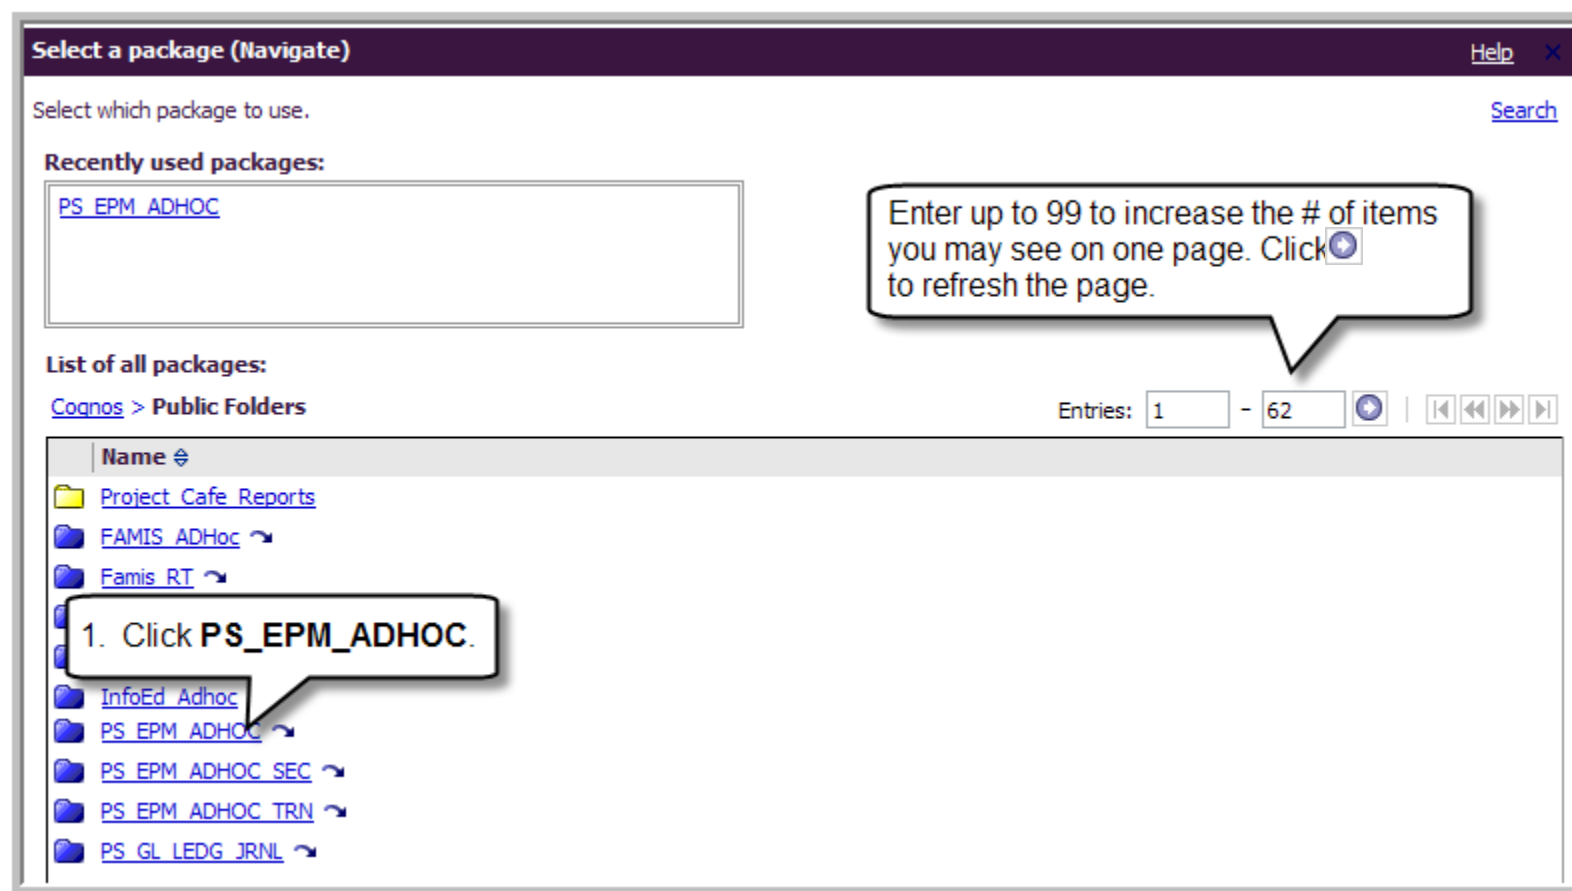 Select a package (Navigate) Help
Select which package to use. Search
Recently used packages:
PS_EPM_ADHOC
Enter up to 99 to increase the # of items
you may see on one page. Click
to refresh the page.
List of all packages:
Cognos > Public Folders
Entries: 1 - 62
Name
Project_Cafe_Reports
FAMIS_ADHoc
Famis_RT
1. Click PS_EPM_ADHOC.
InfoEd_Adhoc
PS_EPM_ADHOC
PS_EPM_ADHOC_SEC
PS_EPM_ADHOC_TRN
PS_GL_LEDG_JRNL